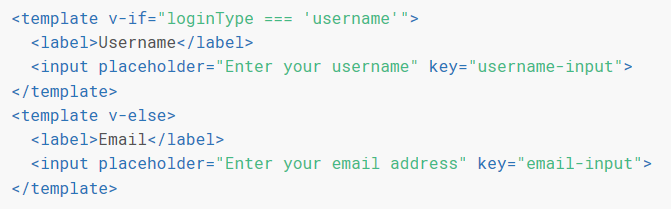 <template v-if="loginType === 'username'">
  <label>Username</label>
  <input placeholder="Enter your username" key="username-input">
</template>
<template v-else>
  <label>Email</label>
  <input placeholder="Enter your email address" key="email-input">
</template>